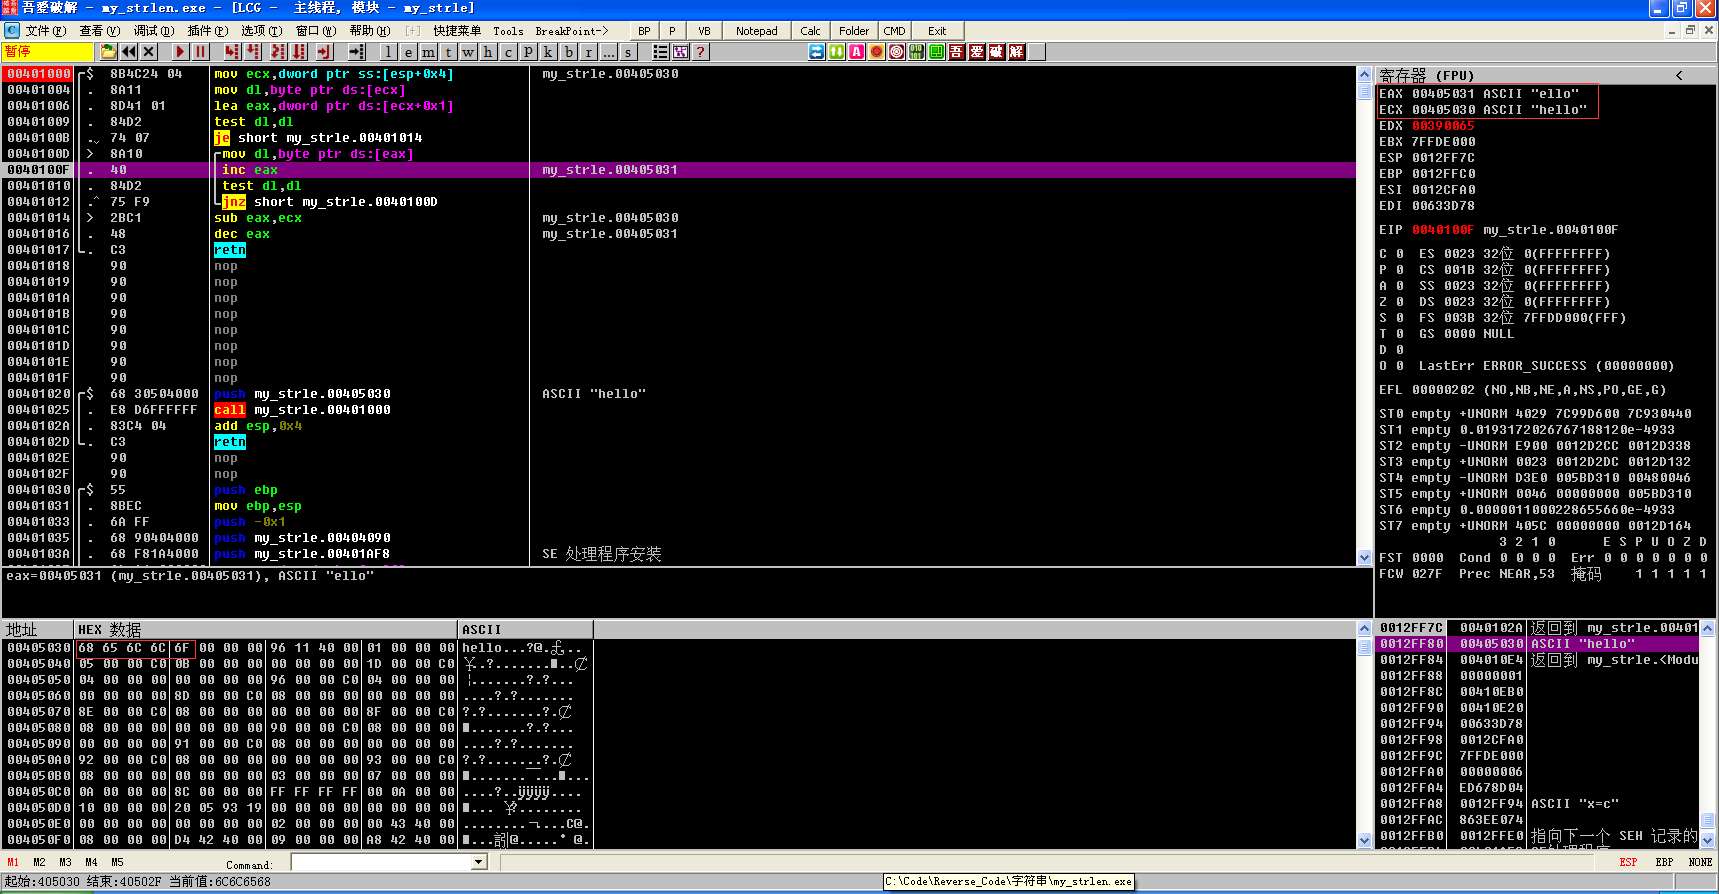 吾爱破解 - my_strlen.exe - [LCG -  主线程, 模块 - my_strle]
文件(F) 查看(V) 调试(D) 插件(P) 选项(T) 窗口(W) 帮助(H) [+] 快捷菜单 Tools BreakPoint-> BP P VB Notepad Calc Folder CMD Exit
暂停 l e m t w h c p k b r ... s ? 吾 爱 破 解
00401000 $ 8B4C24 04 mov ecx,dword ptr ss:[esp+0x4] my_strle.00405030
00401004 . 8A11 mov dl,byte ptr ds:[ecx]
00401006 . 8D41 01 lea eax,dword ptr ds:[ecx+0x1]
00401009 . 84D2 test dl,dl
0040100B . 74 07 je short my_strle.00401014
0040100D > 8A10 mov dl,byte ptr ds:[eax]
0040100F . 40 inc eax my_strle.00405031
00401010 . 84D2 test dl,dl
00401012 .^ 75 F9 jnz short my_strle.0040100D
00401014 > 2BC1 sub eax,ecx my_strle.00405030
00401016 . 48 dec eax my_strle.00405031
00401017 . C3 retn
00401018 90 nop
00401019 90 nop
0040101A 90 nop
0040101B 90 nop
0040101C 90 nop
0040101D 90 nop
0040101E 90 nop
0040101F 90 nop
00401020 $ 68 30504000 push my_strle.00405030 ASCII "hello"
00401025 . E8 D6FFFFFF call my_strle.00401000
0040102A . 83C4 04 add esp,0x4
0040102D . C3 retn
0040102E 90 nop
0040102F 90 nop
00401030 $ 55 push ebp
00401031 . 8BEC mov ebp,esp
00401033 . 6A FF push -0x1
00401035 . 68 90404000 push my_strle.00404090
0040103A . 68 F81A4000 push my_strle.00401AF8 SE 处理程序安装
eax=00405031 (my_strle.00405031), ASCII "ello"
寄存器 (FPU) <
EAX 00405031 ASCII "ello"
ECX 00405030 ASCII "hello"
EDX 00390065
EBX 7FFDE000
ESP 0012FF7C
EBP 0012FFC0
ESI 0012CFA0
EDI 00633D78
EIP 0040100F my_strle.0040100F
C 0 ES 0023 32位 0(FFFFFFFF)
P 0 CS 001B 32位 0(FFFFFFFF)
A 0 SS 0023 32位 0(FFFFFFFF)
Z 0 DS 0023 32位 0(FFFFFFFF)
S 0 FS 003B 32位 7FFDD000(FFF)
T 0 GS 0000 NULL
D 0
O 0 LastErr ERROR_SUCCESS (00000000)
EFL 00000202 (NO,NB,NE,A,NS,PO,GE,G)
ST0 empty +UNORM 4029 7C99D600 7C930440
ST1 empty 0.0193172026767188120e-4933
ST2 empty -UNORM E900 0012D2CC 0012D338
ST3 empty +UNORM 0023 0012D2DC 0012D132
ST4 empty -UNORM D3E0 005BD310 00480046
ST5 empty +UNORM 0046 00000000 005BD310
ST6 empty 0.0000011000228655660e-4933
ST7 empty +UNORM 405C 00000000 0012D164
3 2 1 0 E S P U O Z D
FST 0000 Cond 0 0 0 0 Err 0 0 0 0 0 0 0
FCW 027F Prec NEAR,53 掩码 1 1 1 1 1
地址 HEX 数据 ASCII
00405030 68 65 6C 6C 6F 00 00 00 96 11 40 00 01 00 00 00 hello...?@.
00405040 05 00 00 C0 0B 00 00 00 00 00 00 00 1D 00 00 C0
00405050 04 00 00 00 00 00 00 00 96 00 00 C0 04 00 00 00
00405060 00 00 00 00 8D 00 00 C0 08 00 00 00 00 00 00 00 ....?.?.......
00405070 8E 00 00 C0 08 00 00 00 00 00 00 00 8F 00 00 C0
00405080 08 00 00 00 00 00 00 00 90 00 00 C0 08 00 00 00
00405090 00 00 00 00 91 00 00 C0 08 00 00 00 00 00 00 00 ....?.?.......
004050A0 92 00 00 C0 08 00 00 00 00 00 00 00 93 00 00 C0
004050B0 08 00 00 00 00 00 00 00 03 00 00 00 07 00 00 00
004050C0 0A 00 00 00 8C 00 00 00 FF FF FF FF 00 0A 00 00 ....?..ÿÿÿÿ....
004050D0 10 00 00 00 20 05 93 19 00 00 00 00 00 00 00 00
004050E0 00 00 00 00 00 00 00 00 02 00 00 00 00 43 40 00
004050F0 08 00 00 00 D4 42 40 00 09 00 00 00 A8 42 40 00
0012FF7C 0040102A 返回到 my_strle.00401
0012FF80 00405030 ASCII "hello"
0012FF84 004010E4 返回到 my_strle.<Modu
0012FF88 00000001
0012FF8C 00410EB0
0012FF90 00410E20
0012FF94 00633D78
0012FF98 0012CFA0
0012FF9C 7FFDE000
0012FFA0 00000006
0012FFA4 ED678D04
0012FFA8 0012FF94 ASCII "x=c"
0012FFAC 863EE074
0012FFB0 0012FFE0 指向下一个 SEH 记录的
M1 M2 M3 M4 M5 Command: ESP EBP NONE
起始:405030 结束:40502F 当前值:6C6C6568
C:\Code\Reverse_Code\字符串\my_strlen.exe